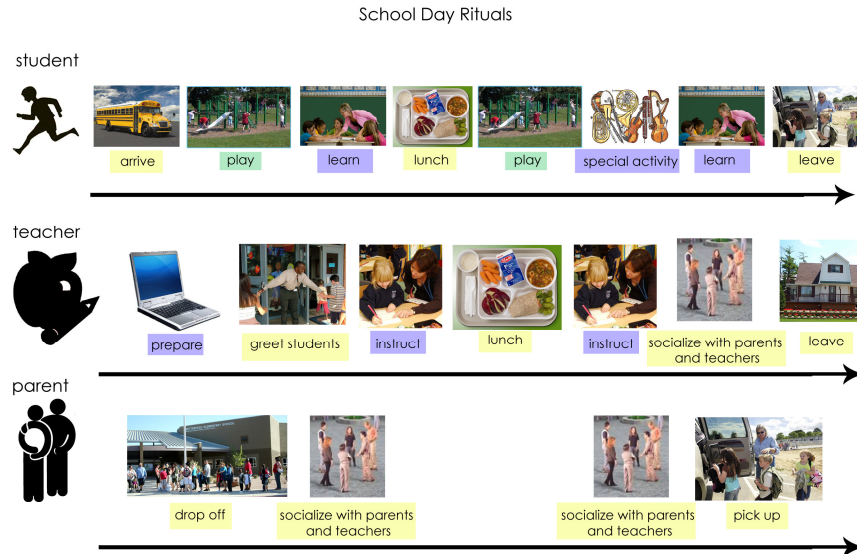 School Day Rituals
student
arrive
play
learn
lunch
play
special activity
learn
leave
teacher
prepare
greet students
instruct
lunch
instruct
socialize with parents
and teachers
leave
parent
drop off
socialize with parents
and teachers
socialize with parents
and teachers
pick up